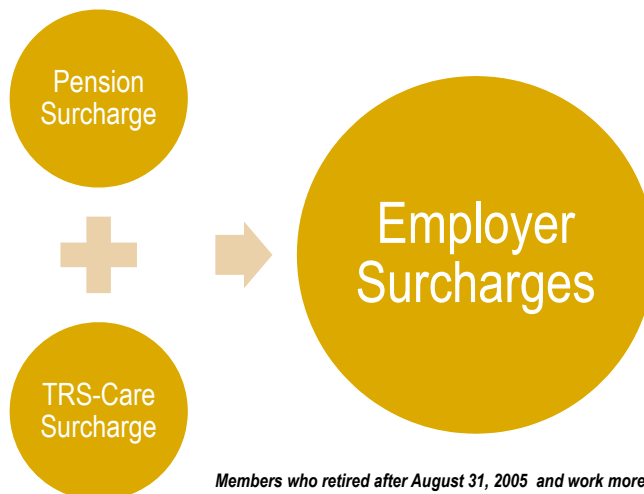 Pension
Surcharge
Employer
Surcharges
TRS-Care
Surcharge
Members who retired after August 31, 2005 and work more